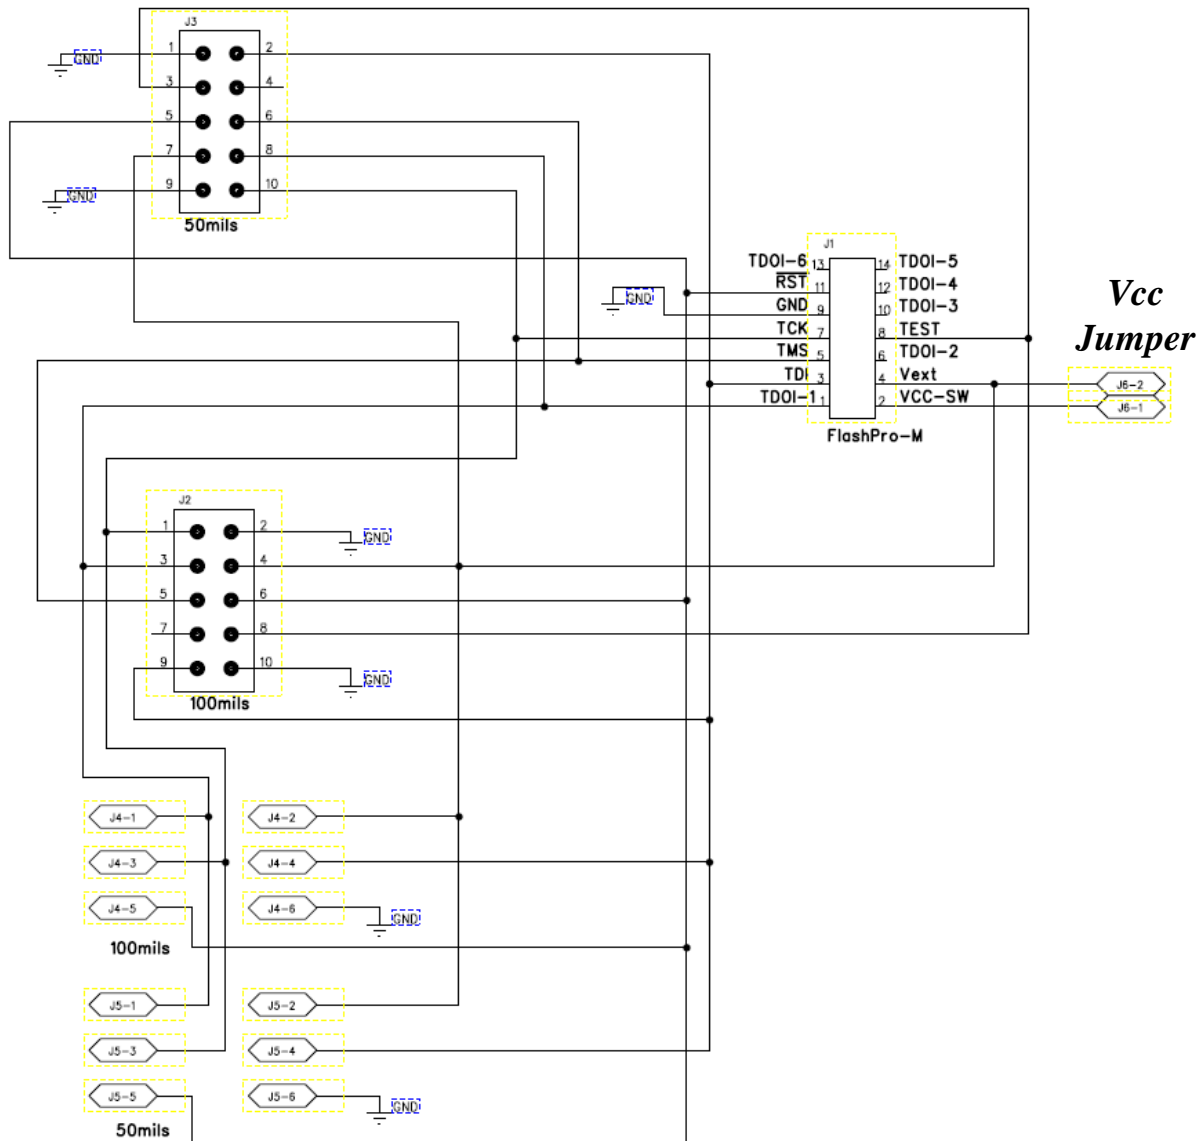 J3
1 2
GND
3 4
5 6
7 8
9 10
GND
50mils
J1
TDOI-6 13 14 TDOI-5
RST 11 12 TDOI-4
GND
GND 9 10 TDOI-3
TCK 7 8 TEST
TMS 5 6 TDOI-2
TDI 3 4 Vext
TDOI-1 1 2 VCC-SW
FlashPro-M
Vcc
Jumper
J6-2
J6-1
J2
1 2
GND
3 4
5 6
7 8
9 10
GND
100mils
J4-1 J4-2
J4-3 J4-4
J4-5 J4-6
GND
100mils
J5-1 J5-2
J5-3 J5-4
J5-5 J5-6
GND
50mils